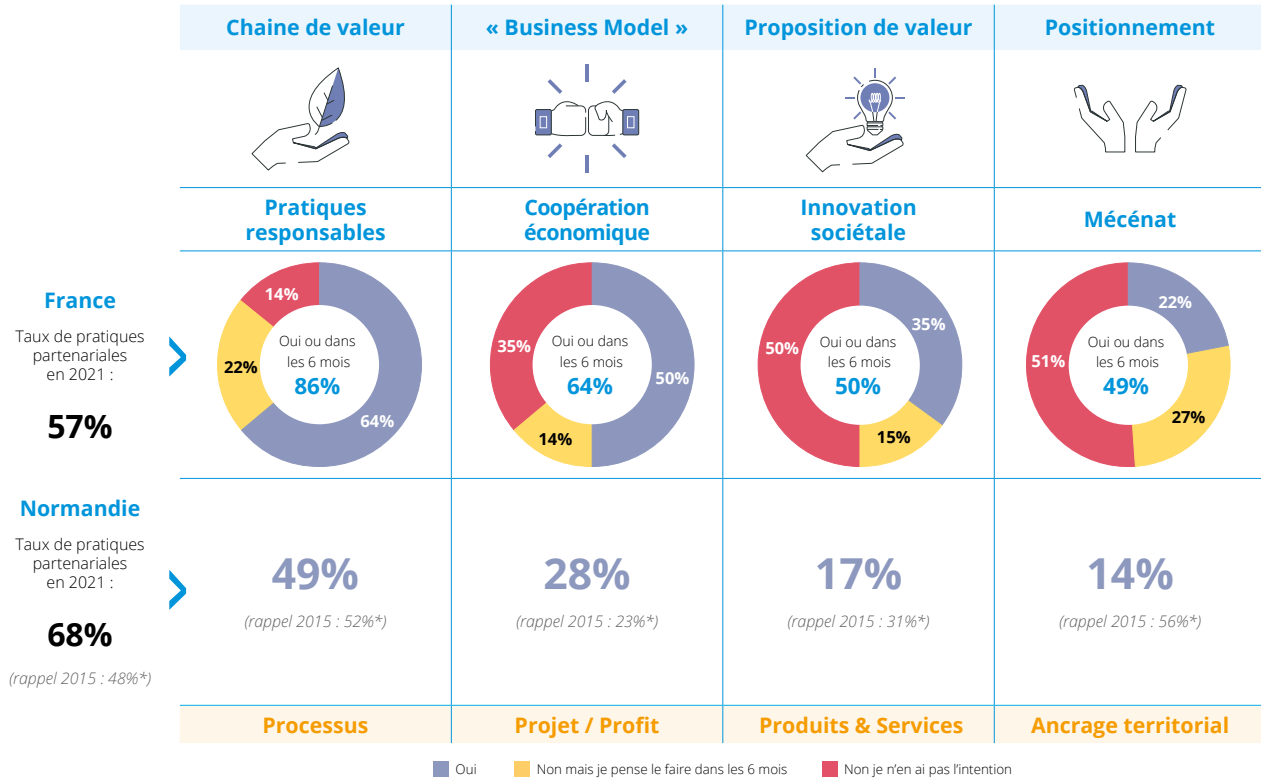 Chaine de valeur
« Business Model »
Proposition de valeur
Positionnement
Pratiques
responsables
Coopération
économique
Innovation
sociétale
Mécénat
France
Taux de pratiques
partenariales
en 2021 :
57%
14%
22%
64%
Oui ou dans
les 6 mois
86%
35%
50%
14%
Oui ou dans
les 6 mois
64%
50%
35%
15%
Oui ou dans
les 6 mois
50%
51%
22%
27%
Oui ou dans
les 6 mois
49%
Normandie
Taux de pratiques
partenariales
en 2021 :
68%
(rappel 2015 : 48%*)
49%
(rappel 2015 : 52%*)
28%
(rappel 2015 : 23%*)
17%
(rappel 2015 : 31%*)
14%
(rappel 2015 : 56%*)
Processus
Projet / Profit
Produits & Services
Ancrage territorial
Oui
Non mais je pense le faire dans les 6 mois
Non je n'en ai pas l'intention